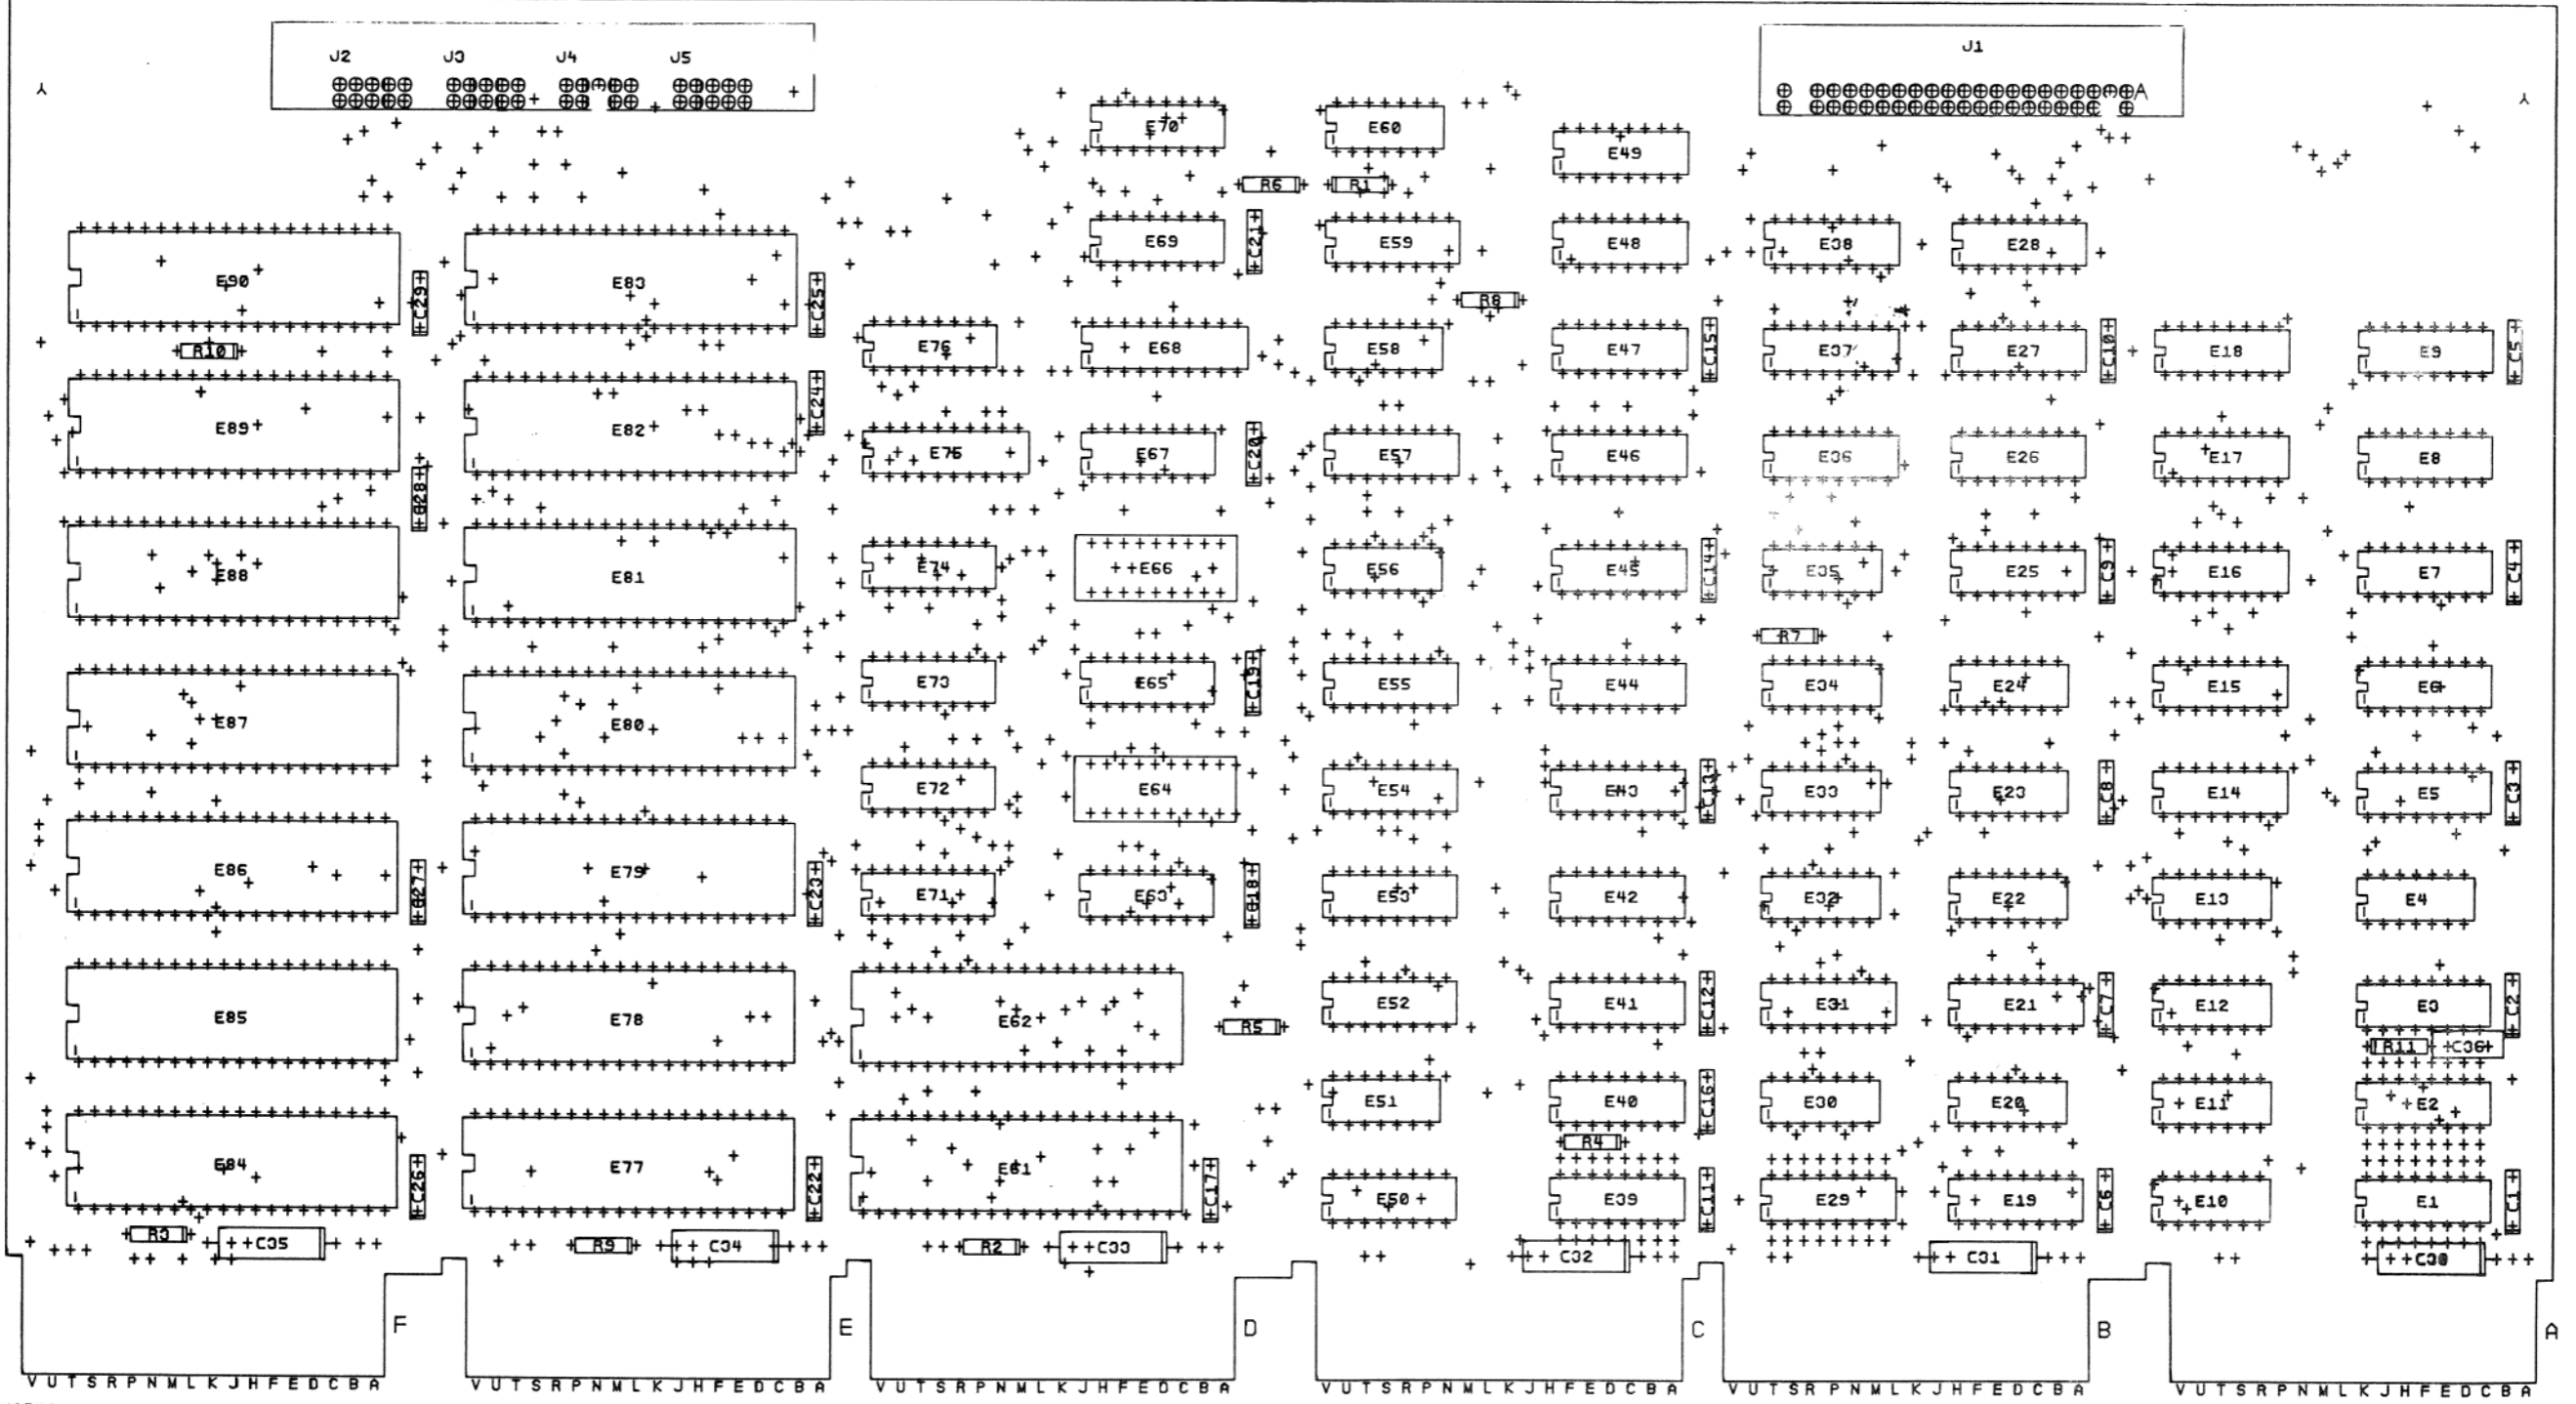 J2 J3 J4 J5 J1
A
E70 E60 E49
R6 R1
E69 C21 E59 E48 E38 E28
E90 C29 E83 C25 R8
R10 E76 E68 E58 E47 C15 E37 E27 C10 E18 E9 C5
E89 E82 C24 E75 E67 C20 E57 E46 E36 E26 E17 E8
C28
E88 E81 E74 E66 E56 E45 C14 E35 E25 C9 E16 E7 C4
R7
E87 E80 E73 E65 C19 E55 E44 E34 E24 E15 E6
E72 E64 E54 E43 C13 E33 E23 C8 E14 E5 C3
E86 C27 E79 C23 E71 E63 C18 E53 E42 E32 E22 E13 E4
E85 E78 E62 R5 E52 E41 C12 E31 E21 C7 E12 E3 C2
R11 C36
E51 E40 C16 E30 E20 E11 E2
R4
E84 C26 E77 C22 E61 C17 E50 E39 C11 E29 E19 C6 E10 E1 C1
R3 C35 R9 C34 R2 C33 C32 C31 C30
F E D C B A
V U T S R P N M L K J H F E D C B A V U T S R P N M L K J H F E D C B A V U T S R P N M L K J H F E D C B A V U T S R P N M L K J H F E D C B A V U T S R P N M L K J H F E D C B A V U T S R P N M L K J H F E D C B A